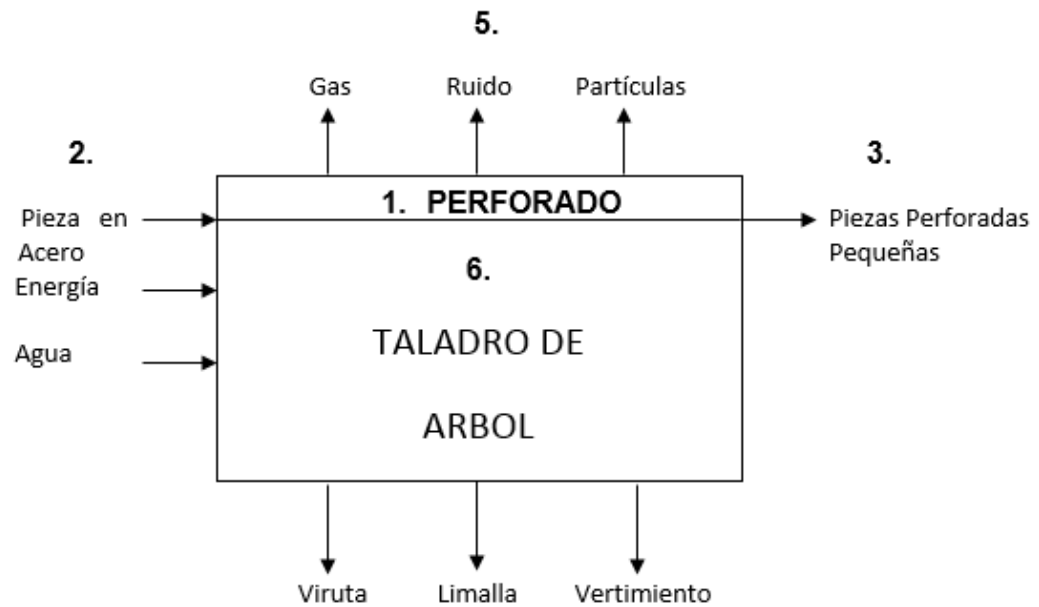 5.
Gas Ruido Partículas
2. 3.
1. PERFORADO
Pieza en
Acero
Piezas Perforadas
Pequeñas
Energía
6.
Agua
TALADRO DE
ARBOL
Viruta Limalla Vertimiento